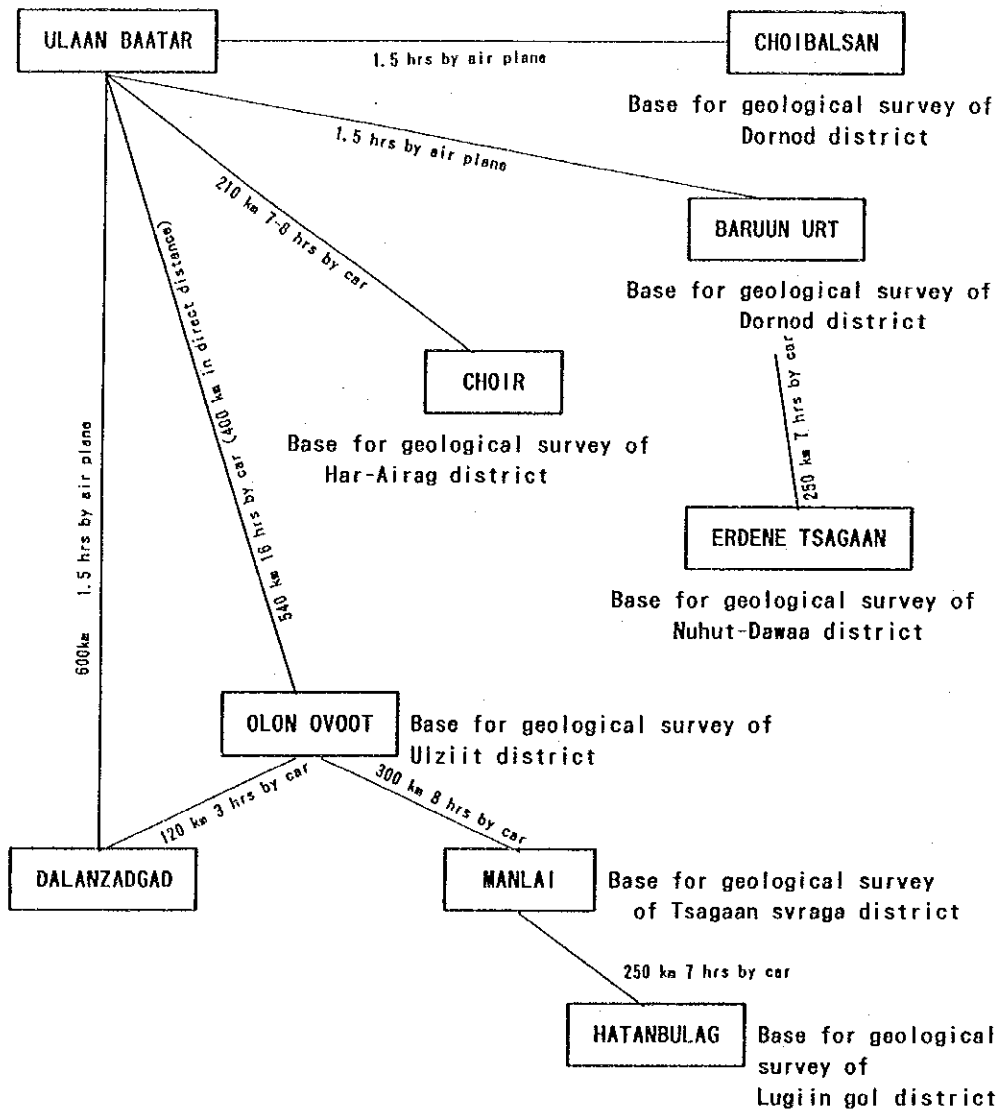 ULAAN BAATAR
1.5 hrs by air plane
CHOIBALSAN
Base for geological survey of
Dornod district
1.5 hrs by air plane
BARUUN URT
Base for geological survey of
Dornod district
210 km 7-8 hrs by car
CHOIR
Base for geological survey of
Har-Airag district
250 km 7 hrs by car
ERDENE TSAGAAN
Base for geological survey of
Nuhut-Dawaa district
540 km 16 hrs by car (400 km in direct distance)
600km 1.5 hrs by air plane
OLON OVOOT
Base for geological survey of
Ulziit district
120 km 3 hrs by car
300 km 8 hrs by car
DALANZADGAD
MANLAI
Base for geological survey
of Tsagaan svraga district
250 km 7 hrs by car
HATANBULAG
Base for geological
survey of
Lugiin gol district